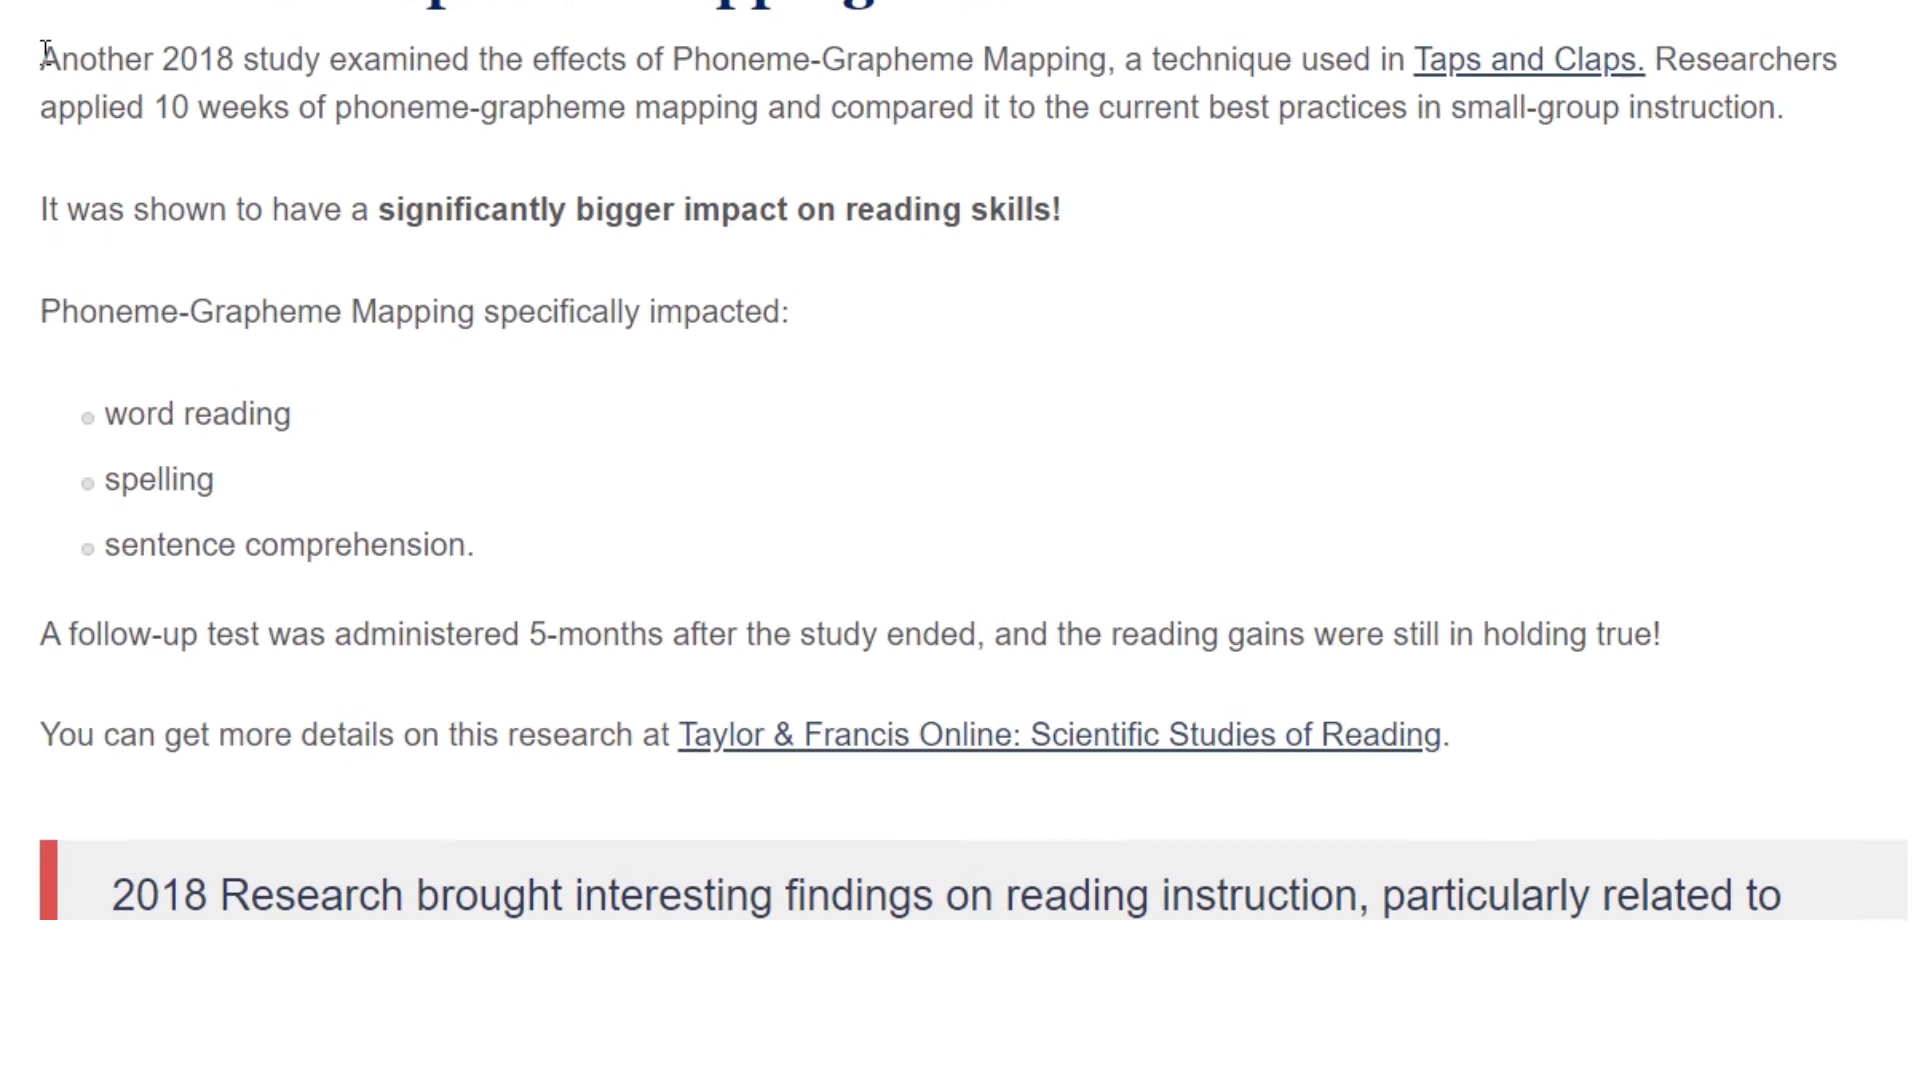 Another 2018 study examined the effects of Phoneme-Grapheme Mapping, a technique used in Taps and Claps. Researchers
applied 10 weeks of phoneme-grapheme mapping and compared it to the current best practices in small-group instruction.
It was shown to have a significantly bigger impact on reading skills!
Phoneme-Grapheme Mapping specifically impacted:
word reading
spelling
sentence comprehension.
A follow-up test was administered 5-months after the study ended, and the reading gains were still in holding true!
You can get more details on this research at Taylor & Francis Online: Scientific Studies of Reading.
2018 Research brought interesting findings on reading instruction, particularly related to